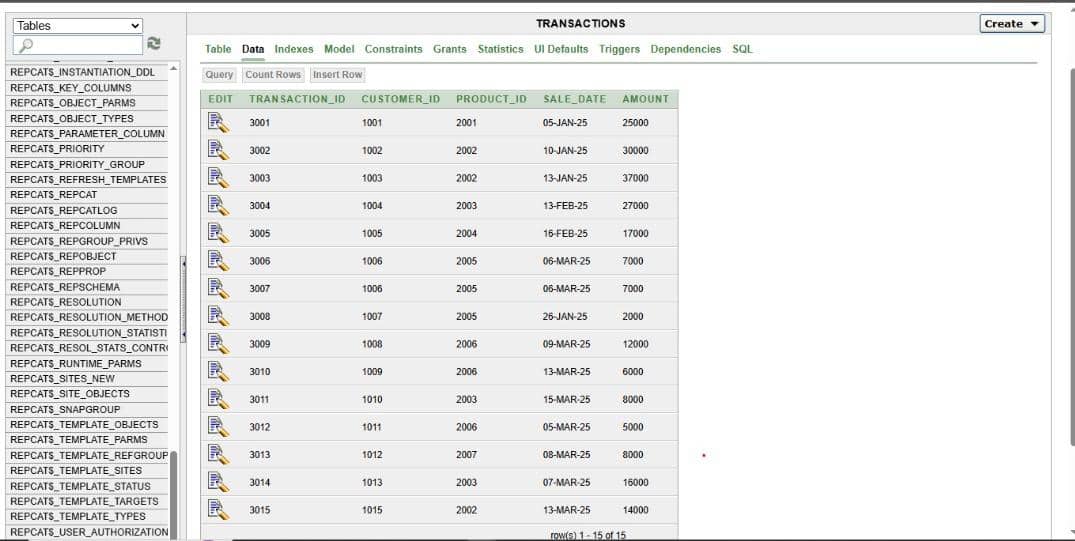 Tables
REPCAT$_INSTANTIATION_DDL
REPCAT$_KEY_COLUMNS
REPCAT$_OBJECT_PARMS
REPCAT$_OBJECT_TYPES
REPCAT$_PARAMETER_COLUMN
REPCAT$_PRIORITY
REPCAT$_PRIORITY_GROUP
REPCAT$_REFRESH_TEMPLATES
REPCAT$_REPCAT
REPCAT$_REPCATLOG
REPCAT$_REPCOLUMN
REPCAT$_REPGROUP_PRIVS
REPCAT$_REPOBJECT
REPCAT$_REPPROP
REPCAT$_REPSCHEMA
REPCAT$_RESOLUTION
REPCAT$_RESOLUTION_METHOD
REPCAT$_RESOLUTION_STATISTI
REPCAT$_RESOL_STATS_CONTR
REPCAT$_RUNTIME_PARMS
REPCAT$_SITES_NEW
REPCAT$_SITE_OBJECTS
REPCAT$_SNAPGROUP
REPCAT$_TEMPLATE_OBJECTS
REPCAT$_TEMPLATE_PARMS
REPCAT$_TEMPLATE_REFGROUP
REPCAT$_TEMPLATE_SITES
REPCAT$_TEMPLATE_STATUS
REPCAT$_TEMPLATE_TARGETS
REPCAT$_TEMPLATE_TYPES
REPCAT$_USER_AUTHORIZATION
TRANSACTIONS
Create
Table Data Indexes Model Constraints Grants Statistics UI Defaults Triggers Dependencies SQL
Query Count Rows Insert Row
EDIT TRANSACTION_ID CUSTOMER_ID PRODUCT_ID SALE_DATE AMOUNT
3001 1001 2001 05-JAN-25 25000
3002 1002 2002 10-JAN-25 30000
3003 1003 2002 13-JAN-25 37000
3004 1004 2003 13-FEB-25 27000
3005 1005 2004 16-FEB-25 17000
3006 1006 2005 06-MAR-25 7000
3007 1006 2005 06-MAR-25 7000
3008 1007 2005 26-JAN-25 2000
3009 1008 2006 09-MAR-25 12000
3010 1009 2006 13-MAR-25 6000
3011 1010 2003 15-MAR-25 8000
3012 1011 2006 05-MAR-25 5000
3013 1012 2007 08-MAR-25 8000
3014 1013 2003 07-MAR-25 16000
3015 1015 2002 13-MAR-25 14000
row(s) 1 - 15 of 15